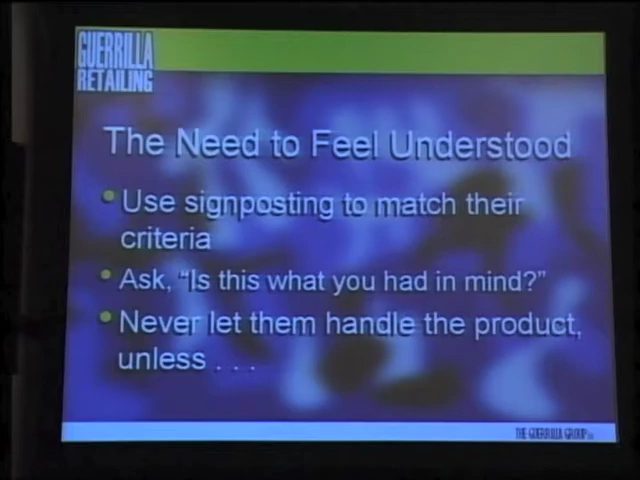 GUERRILLA
RETAILING
The Need to Feel Understood
Use signposting to match their
criteria
Ask, "Is this what you had in mind?"
Never let them handle the product,
unless . . .
THE GUERRILLA GROUP